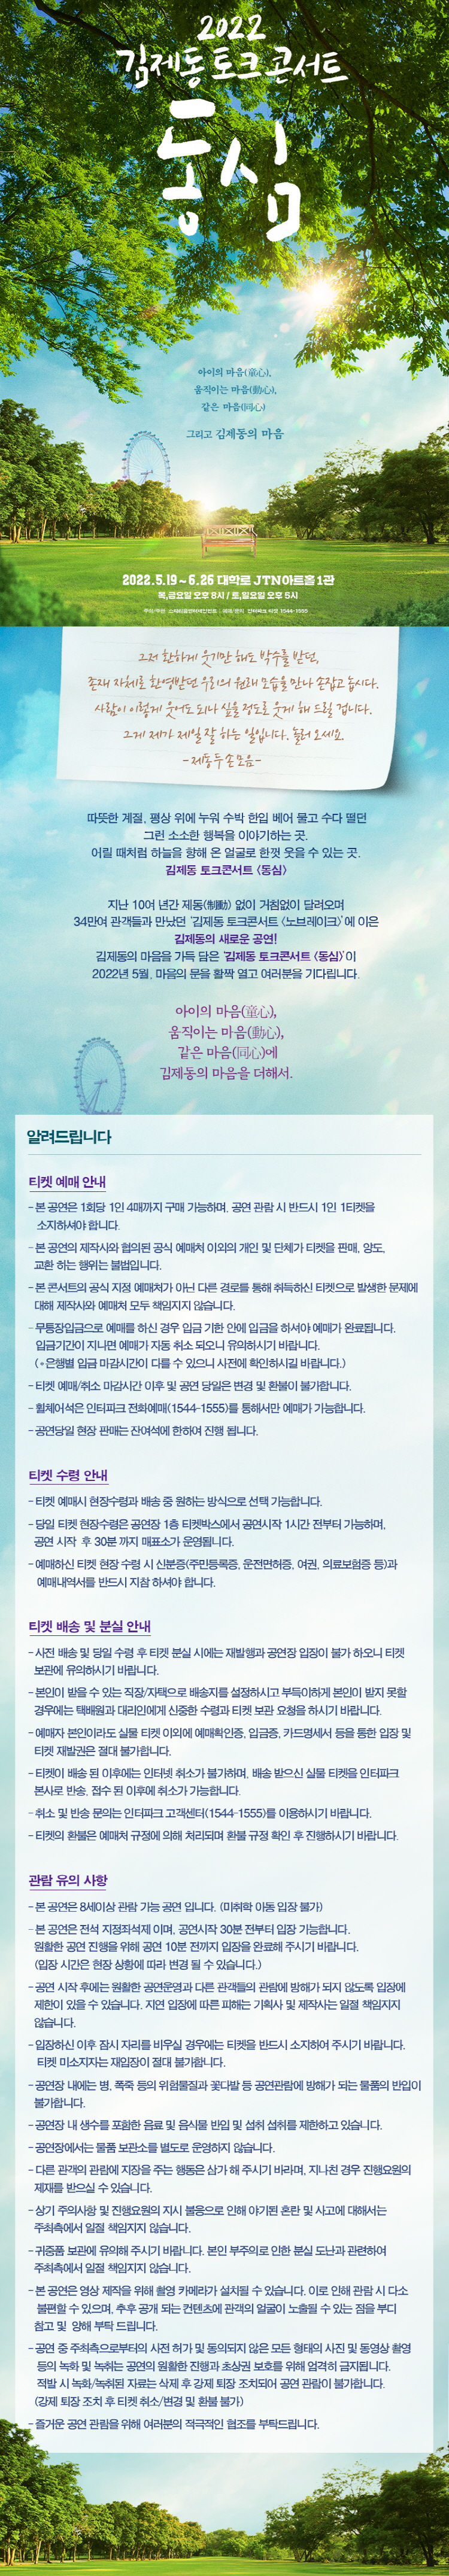 2022
김제동 토크콘서트
동심
아이의 마음(童心),
움직이는 마음(動心),
같은 마음(同心)
그리고 김제동의 마음
2022.5.19 ~ 6.26 대학로 JTN아트홀 1관
목,금요일 오후 8시 / 토,일요일 오후 5시
인터파크 티켓 1544-1555
그저 환하게 웃기만 해도 박수를 받던,
존재 자체로 환영받던 우리의 원래 모습을 만나 손잡고 놉시다.
사람이 이렇게 웃어도 되나 싶을 정도로 웃게 해 드릴 겁니다.
그게 제가 제일 잘 하는 일입니다. 놀러 오세요.
- 제동 두 손 모음 -
따뜻한 계절, 평상 위에 누워 수박 한입 베어 물고 수다 떨던
그런 소소한 행복을 이야기하는 곳.
어릴 때처럼 하늘을 향해 온 얼굴로 한껏 웃을 수 있는 곳.
김제동 토크콘서트 <동심>
지난 10여 년간 제동(制動) 없이 거침없이 달려오며
34만여 관객들과 만났던 '김제동 토크콘서트 <노브레이크>'에 이은
김제동의 새로운 공연!
김제동의 마음을 가득 담은 '김제동 토크콘서트 <동심>'이
2022년 5월, 마음의 문을 활짝 열고 여러분을 기다립니다.
아이의 마음(童心),
움직이는 마음(動心),
같은 마음(同心)에
김제동의 마음을 더해서.
알려드립니다
티켓 예매 안내
- 본 공연은 1회당 1인 4매까지 구매 가능하며, 공연 관람 시 반드시 1인 1티켓을
소지하셔야 합니다.
- 본 공연의 제작사와 협의된 공식 예매처 이외의 개인 및 단체가 티켓을 판매, 양도,
교환 하는 행위는 불법입니다.
- 본 콘서트의 공식 지정 예매처가 아닌 다른 경로를 통해 취득하신 티켓으로 발생한 문제에
대해 제작사와 예매처 모두 책임지지 않습니다.
- 무통장입금으로 예매를 하신 경우 입금 기한 안에 입금을 하셔야 예매가 완료됩니다.
입금기간이 지나면 예매가 자동 취소 되오니 유의하시기 바랍니다.
(*은행별 입금 마감시간이 다를 수 있으니 사전에 확인하시길 바랍니다.)
- 티켓 예매/취소 마감시간 이후 및 공연 당일은 변경 및 환불이 불가합니다.
- 휠체어석은 인터파크 전화예매(1544-1555)를 통해서만 예매가 가능합니다.
- 공연당일 현장 판매는 잔여석에 한하여 진행 됩니다.
티켓 수령 안내
- 티켓 예매시 현장수령과 배송 중 원하는 방식으로 선택 가능합니다.
- 당일 티켓 현장수령은 공연장 1층 티켓박스에서 공연시작 1시간 전부터 가능하며,
공연 시작 후 30분 까지 매표소가 운영됩니다.
- 예매하신 티켓 현장 수령 시 신분증(주민등록증, 운전면허증, 여권, 의료보험증 등)과
예매내역서를 반드시 지참 하셔야 합니다.
티켓 배송 및 분실 안내
- 사전 배송 및 당일 수령 후 티켓 분실 시에는 재발행과 공연장 입장이 불가 하오니 티켓
보관에 유의하시기 바랍니다.
- 본인이 받을 수 있는 직장/자택으로 배송지를 설정하시고 부득이하게 본인이 받지 못할
경우에는 택배원과 대리인에게 신중한 수령과 티켓 보관 요청을 하시기 바랍니다.
- 예매자 본인이라도 실물 티켓 이외에 예매확인증, 입금증, 카드명세서 등을 통한 입장 및
티켓 재발권은 절대 불가합니다.
- 티켓이 배송 된 이후에는 인터넷 취소가 불가하며, 배송 받으신 실물 티켓을 인터파크
본사로 반송, 접수 된 이후에 취소가 가능합니다.
- 취소 및 반송 문의는 인터파크 고객센터(1544-1555)를 이용하시기 바랍니다.
- 티켓의 환불은 예매처 규정에 의해 처리되며 환불 규정 확인 후 진행하시기 바랍니다.
관람 유의 사항
- 본 공연은 8세이상 관람 가능 공연 입니다. (미취학 아동 입장 불가)
- 본 공연은 전석 지정좌석제 이며, 공연시작 30분 전부터 입장 가능합니다.
원활한 공연 진행을 위해 공연 10분 전까지 입장을 완료해 주시기 바랍니다.
(입장 시간은 현장 상황에 따라 변경 될 수 있습니다.)
- 공연 시작 후에는 원활한 공연운영과 다른 관객들의 관람에 방해가 되지 않도록 입장에
제한이 있을 수 있습니다. 지연 입장에 따른 피해는 기획사 및 제작사는 일절 책임지지
않습니다.
- 입장하신 이후 잠시 자리를 비우실 경우에는 티켓을 반드시 소지하여 주시기 바랍니다.
티켓 미소지자는 재입장이 절대 불가합니다.
- 공연장 내에는 병, 폭죽 등의 위험물질과 꽃다발 등 공연관람에 방해가 되는 물품의 반입이
불가합니다.
- 공연장 내 생수를 포함한 음료 및 음식물 반입 및 섭취 섭취를 제한하고 있습니다.
- 공연장에서는 물품 보관소를 별도로 운영하지 않습니다.
- 다른 관객의 관람에 지장을 주는 행동은 삼가 해 주시기 바라며, 지나친 경우 진행요원의
제재를 받으실 수 있습니다.
- 상기 주의사항 및 진행요원의 지시 불응으로 인해 야기된 혼란 및 사고에 대해서는
주최측에서 일절 책임지지 않습니다.
- 귀중품 보관에 유의해 주시기 바랍니다. 본인 부주의로 인한 분실 도난과 관련하여
주최측에서 일절 책임지지 않습니다.
- 본 공연은 영상 제작을 위해 촬영 카메라가 설치될 수 있습니다. 이로 인해 관람 시 다소
불편할 수 있으며, 추후 공개 되는 컨텐츠에 관객의 얼굴이 노출될 수 있는 점을 부디
참고 및 양해 부탁 드립니다.
- 공연 중 주최측으로부터의 사전 허가 및 동의되지 않은 모든 형태의 사진 및 동영상 촬영
등의 녹화 및 녹취는 공연의 원활한 진행과 초상권 보호를 위해 엄격히 금지됩니다.
적발 시 녹화/녹취된 자료는 삭제 후 강제 퇴장 조치되어 공연 관람이 불가합니다.
(강제 퇴장 조치 후 티켓 취소/변경 및 환불 불가)
- 즐거운 공연 관람을 위해 여러분의 적극적인 협조를 부탁드립니다.